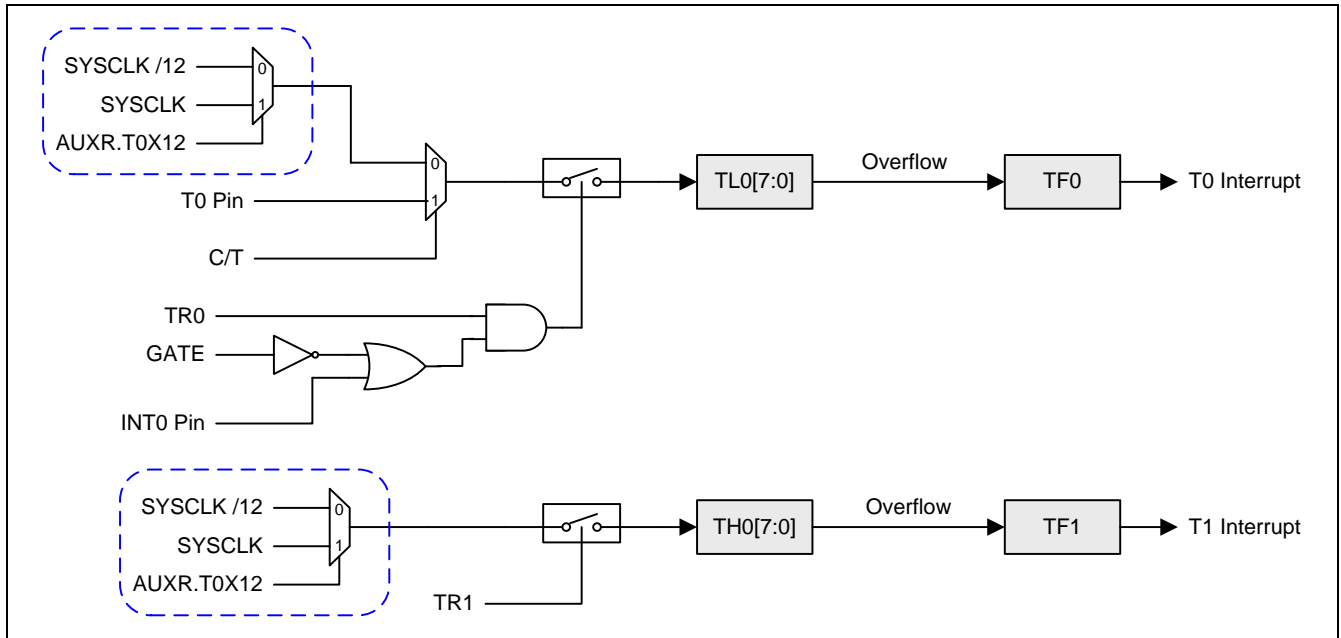 SYSCLK /12
0
SYSCLK
1
AUXR.T0X12
0
T0 Pin
1
C/T
TL0[7:0]
Overflow
TF0
T0 Interrupt
TR0
GATE
INT0 Pin
SYSCLK /12
0
SYSCLK
1
AUXR.T0X12
TR1
TH0[7:0]
Overflow
TF1
T1 Interrupt